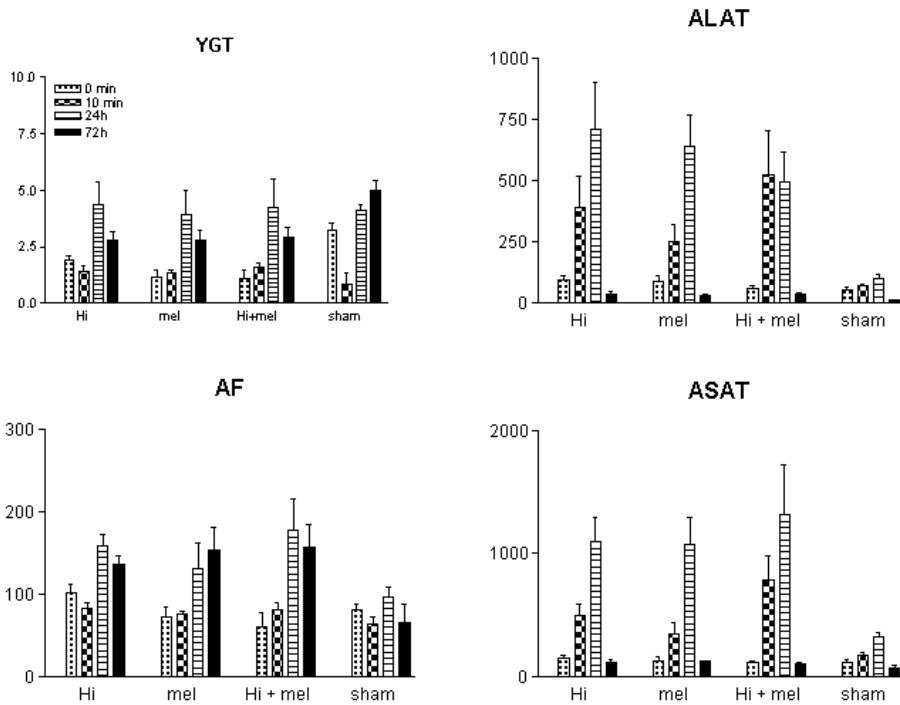 YGT
10.0
7.5
5.0
2.5
0.0
0 min
10 min
24h
72h
Hi
mel
Hi+mel
sham
ALAT
1000
750
500
250
0
Hi
mel
Hi + mel
sham
AF
300
200
100
0
Hi
mel
Hi + mel
sham
ASAT
2000
1000
0
Hi
mel
Hi + mel
sham